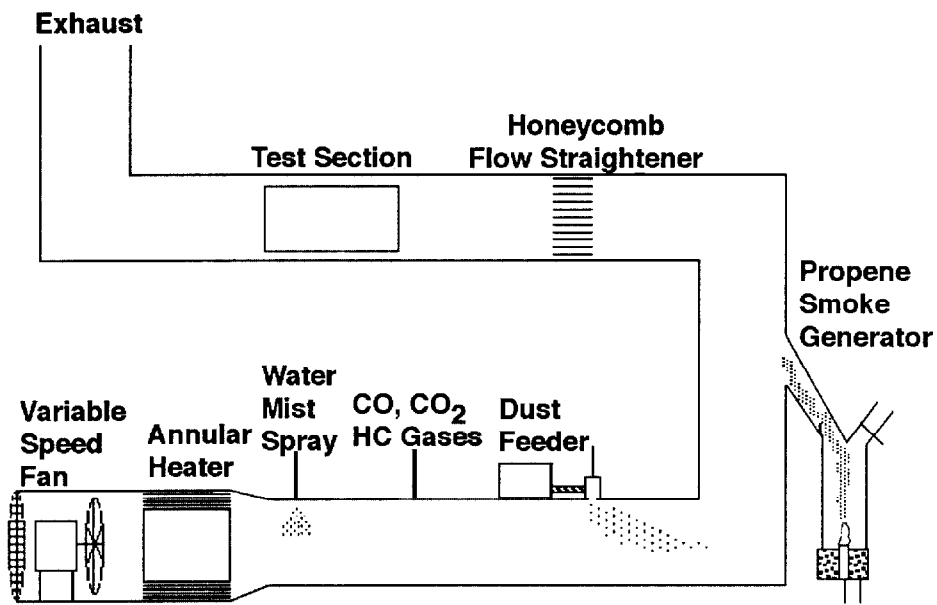 Exhaust
Test Section
Honeycomb
Flow Straightener
Propene
Smoke
Generator
Variable
Speed
Fan
Annular
Heater
Water
Mist
Spray
CO, CO₂
HC Gases
Dust
Feeder